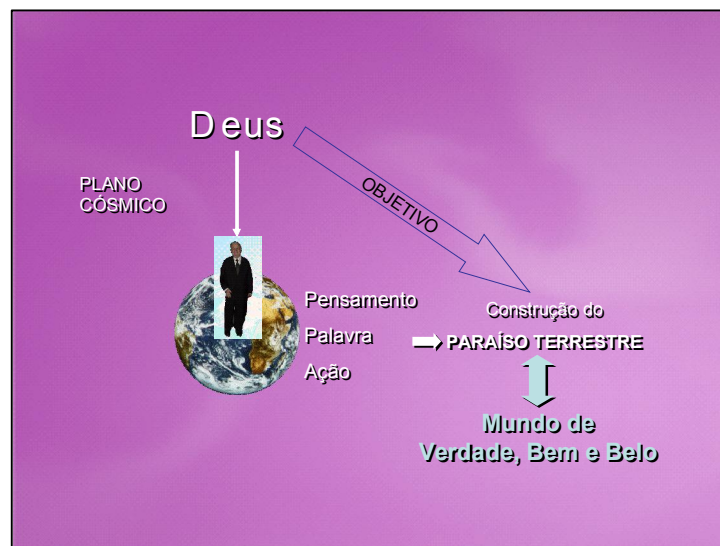 Deus
PLANO
CÓSMICO
OBJETIVO
Pensamento
Palavra
Ação
Construção do
PARAÍSO TERRESTRE
Mundo de
Verdade, Bem e Belo